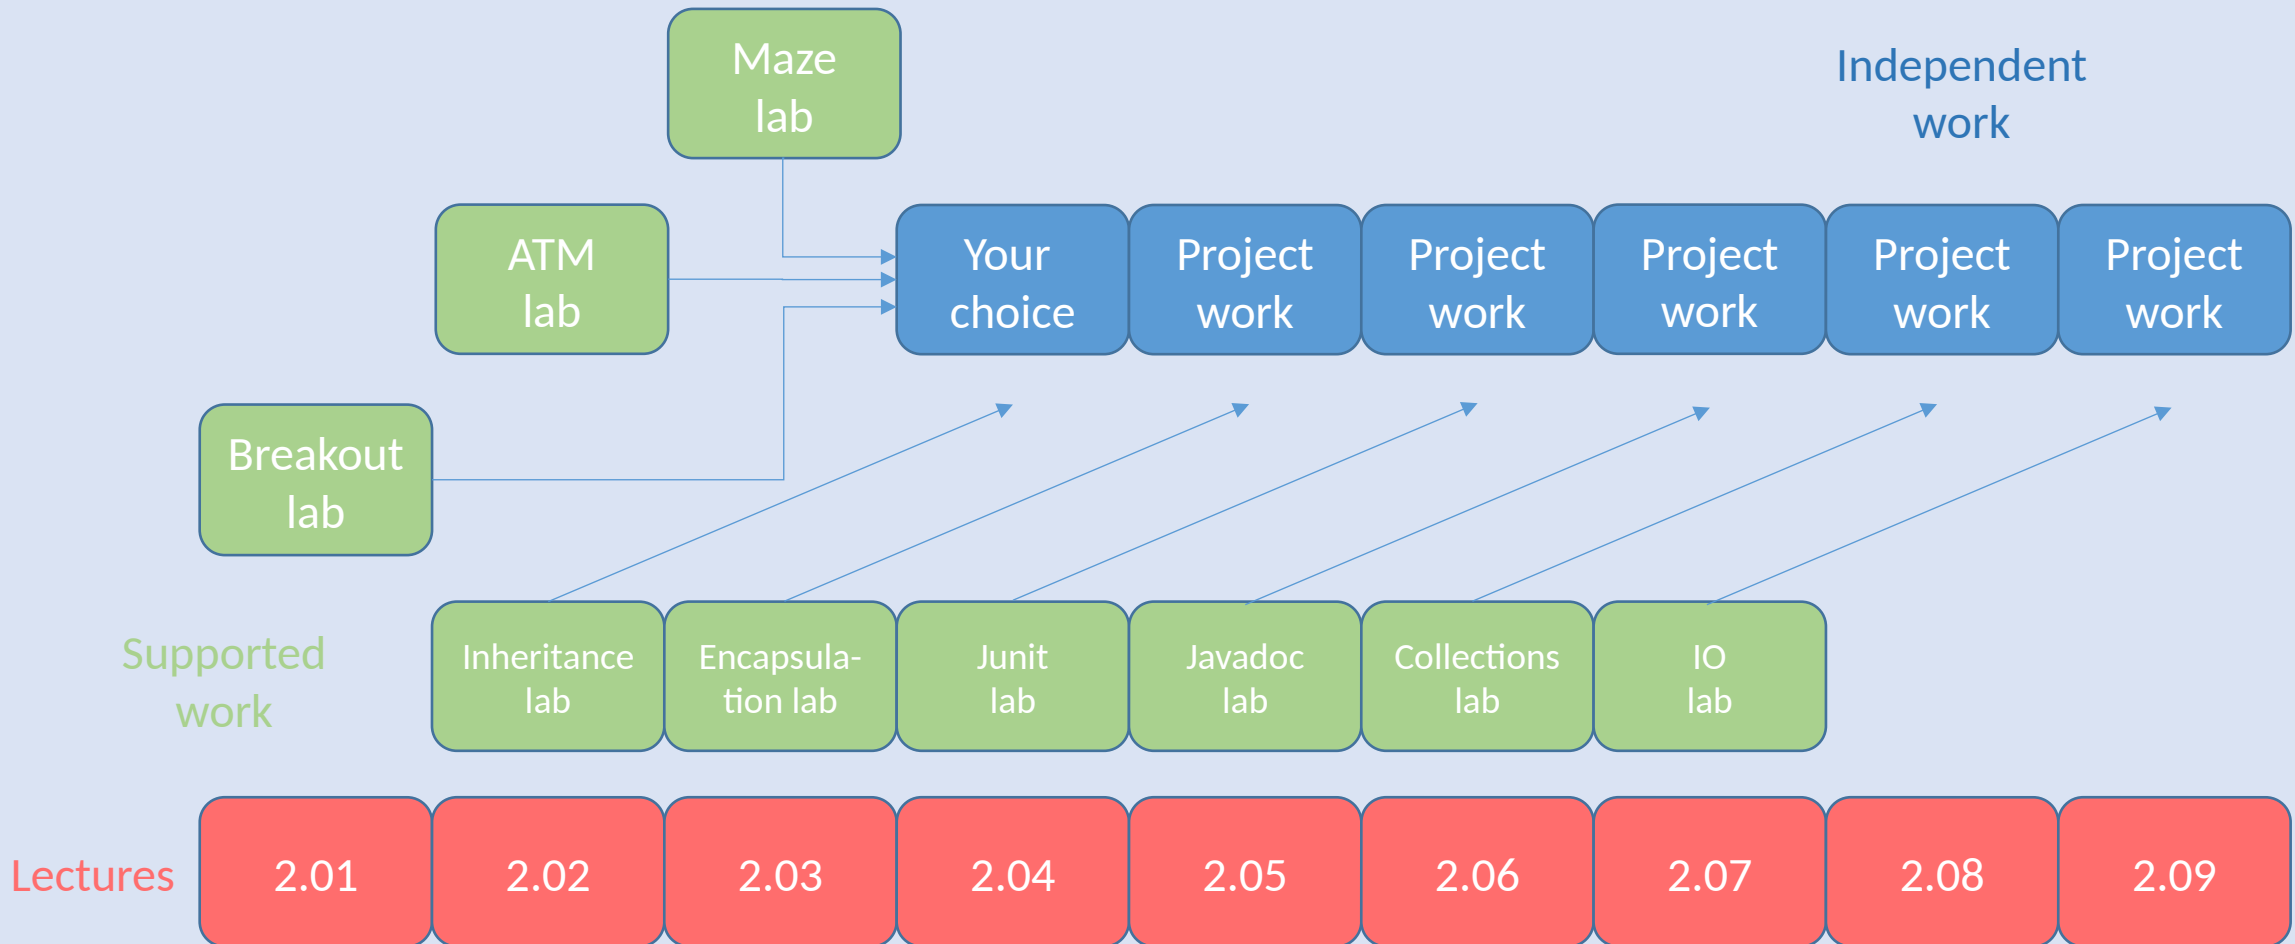 Maze
lab
Independent
work
ATM
lab
Your
choice
Project
work
Project
work
Project
work
Project
work
Project
work
Breakout
lab
Supported
work
Inheritance
lab
Encapsula-
tion lab
Junit
lab
Javadoc
lab
Collections
lab
IO
lab
Lectures
2.01
2.02
2.03
2.04
2.05
2.06
2.07
2.08
2.09